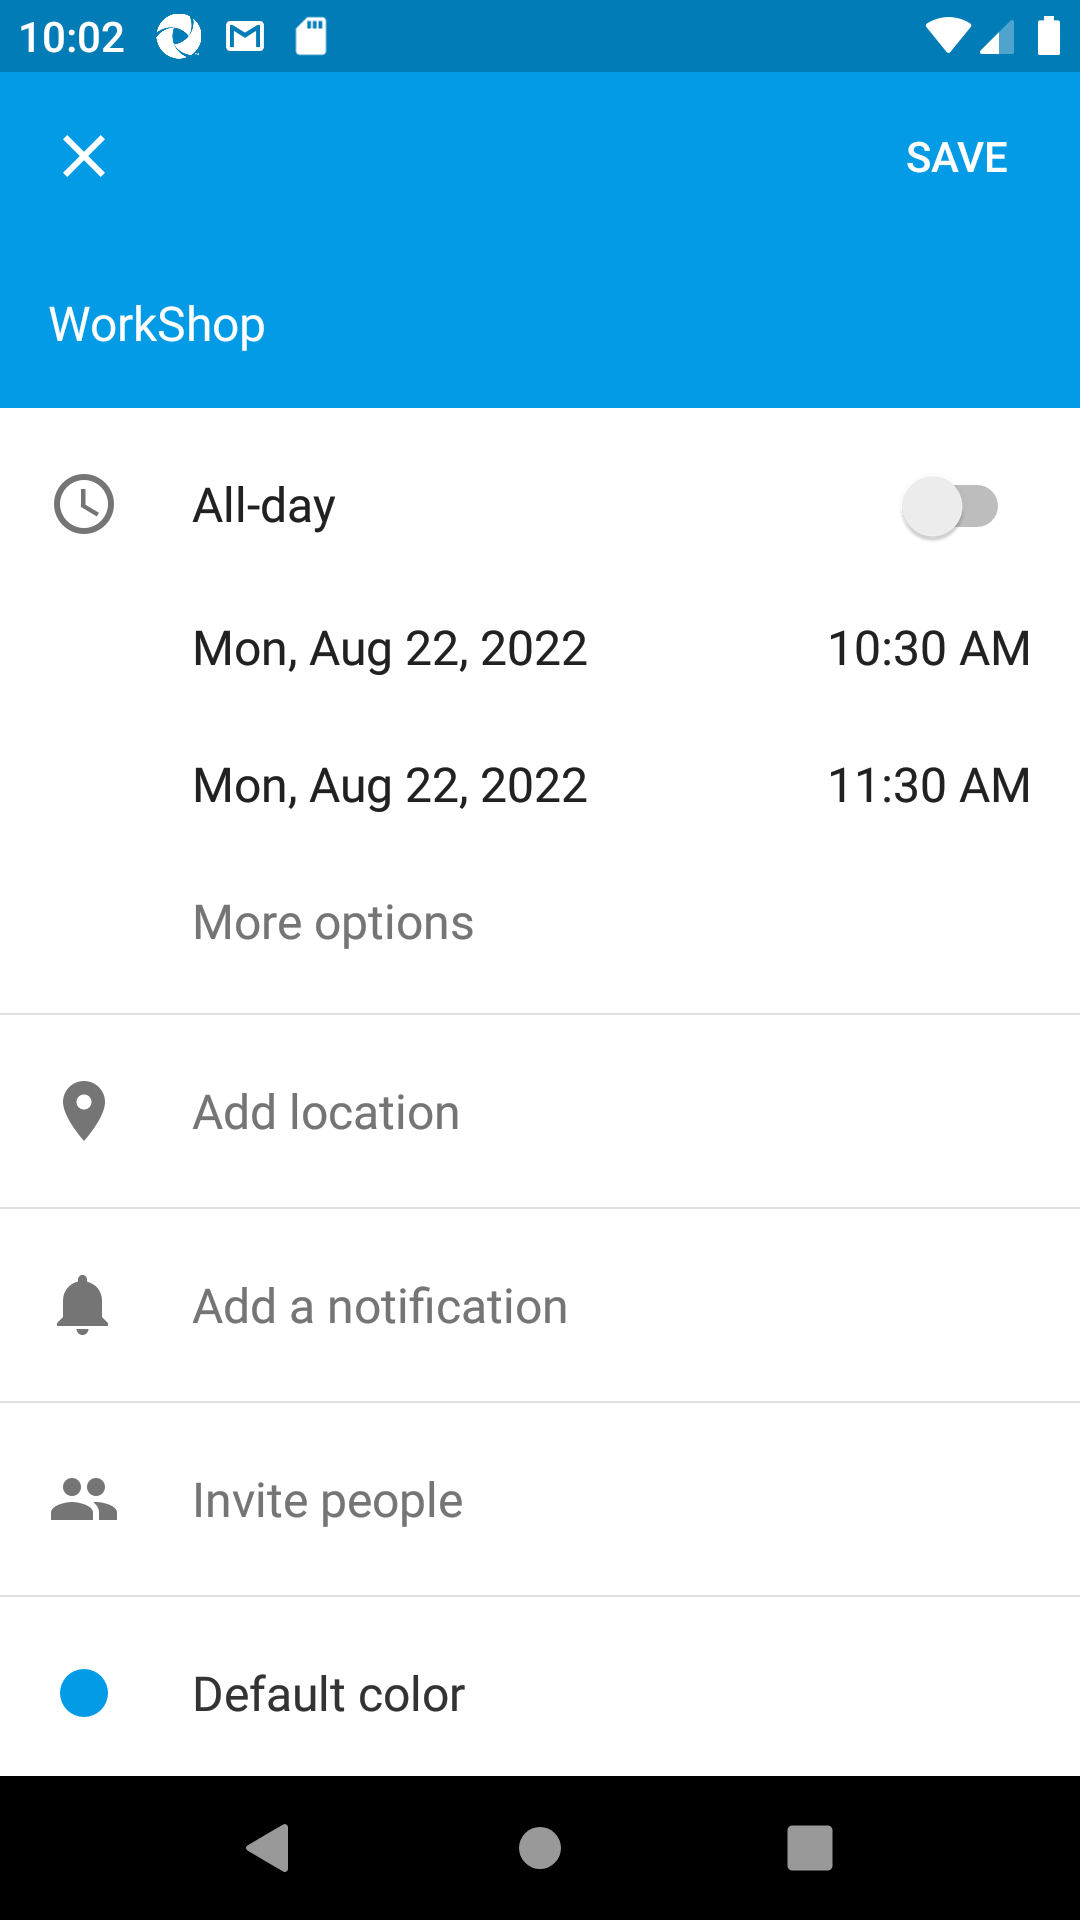 10:02
SAVE
WorkShop
All-day
Mon, Aug 22, 2022 10:30 AM
Mon, Aug 22, 2022 11:30 AM
More options
Add location
Add a notification
Invite people
Default color